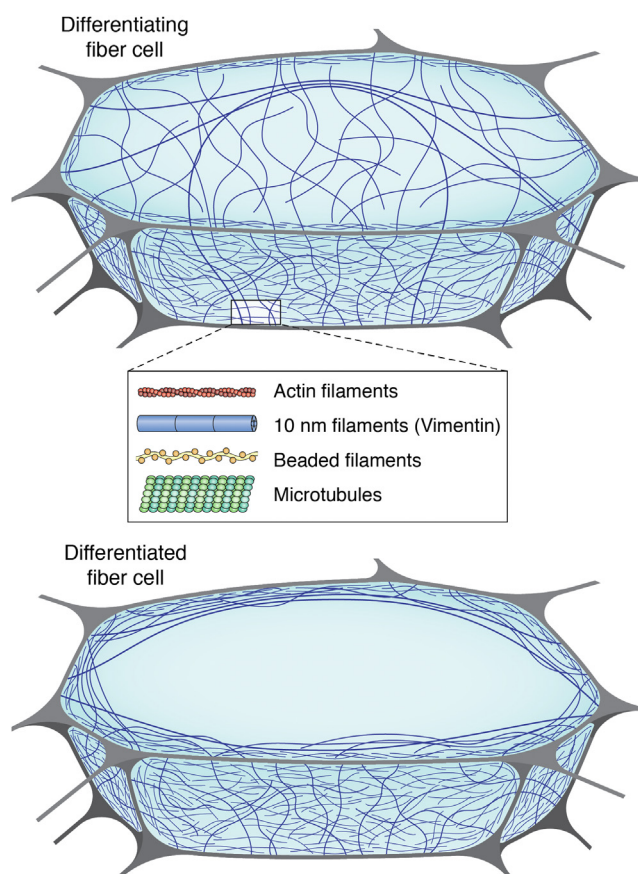 Differentiating
fiber cell
Actin filaments
10 nm filaments (Vimentin)
Beaded filaments
Microtubules
Differentiated
fiber cell